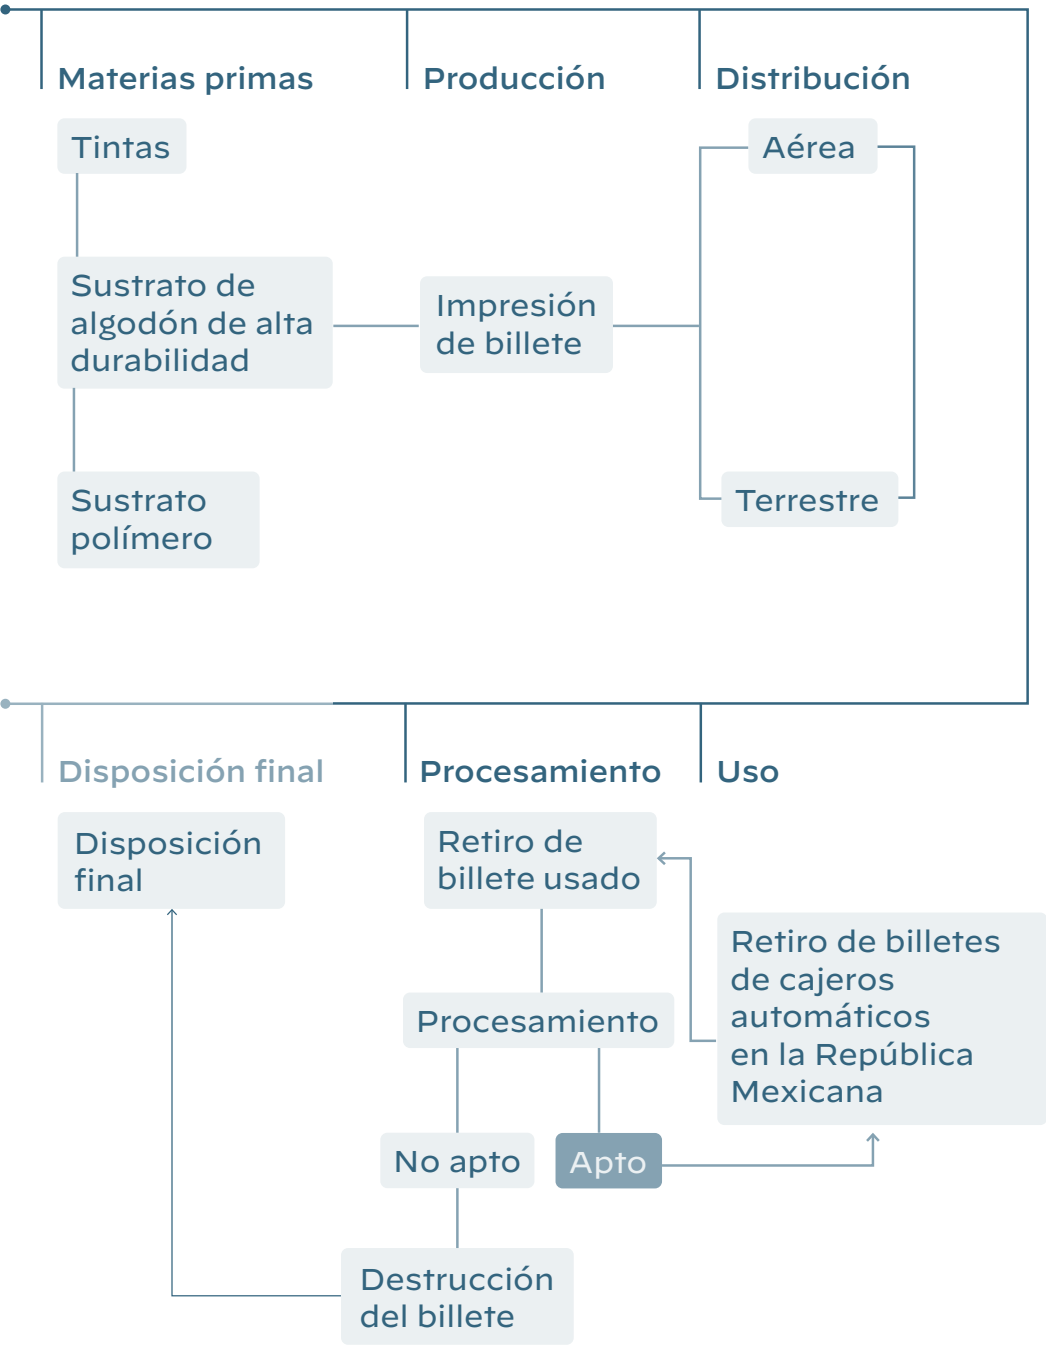 Materias primas
Producción
Distribución
Tintas
Aérea
Sustrato de
algodón de alta
durabilidad
Impresión
de billete
Sustrato
polímero
Terrestre
Disposición final
Procesamiento
Uso
Disposición
final
Retiro de
billete usado
Retiro de billetes
de cajeros
automáticos
en la República
Mexicana
Procesamiento
No apto
Apto
Destrucción
del billete